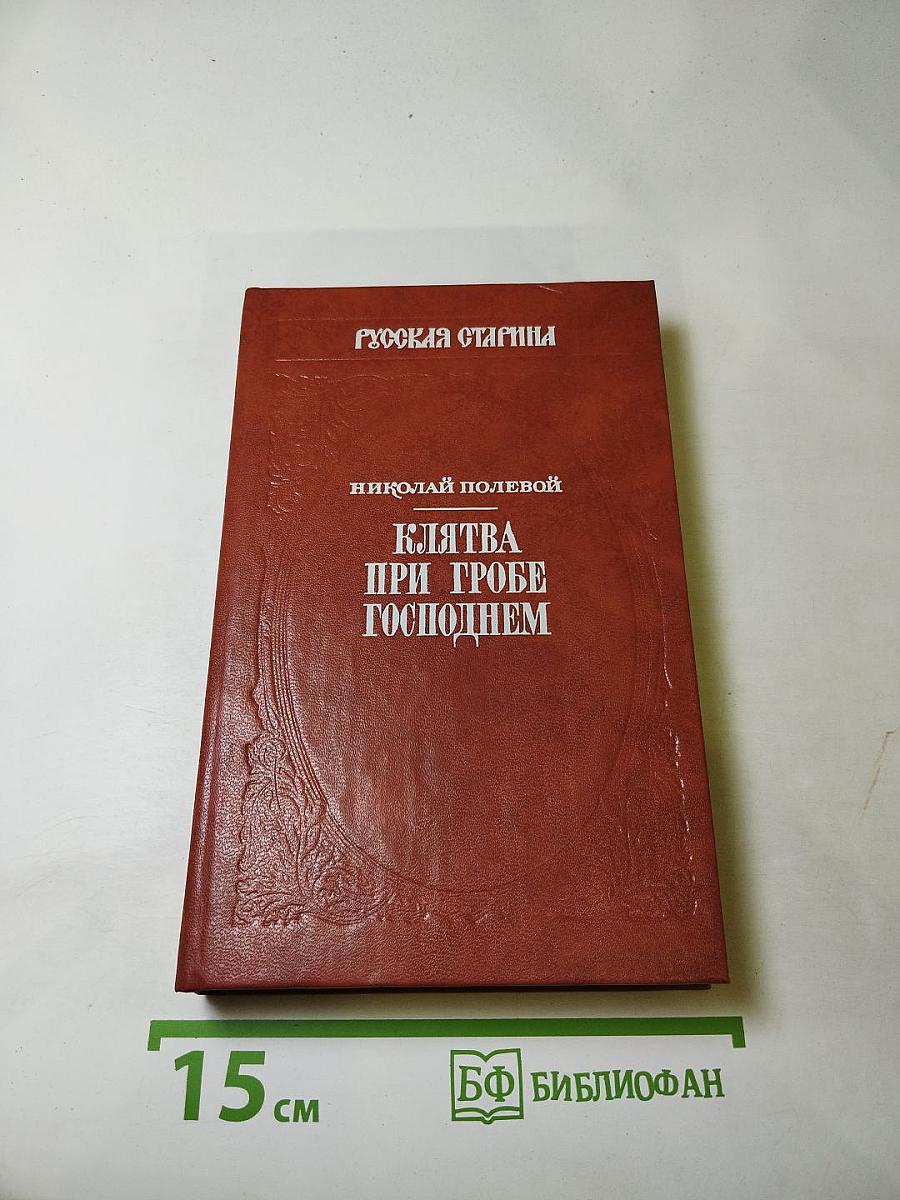 РУССКАЯ СТАРИНА
НИКОЛАЙ ПОЛЕВОЙ
КЛЯТВА
ПРИ ГРОБЕ
ГОСПОДНЕМ
15 см
БФ БИБЛИОФАН